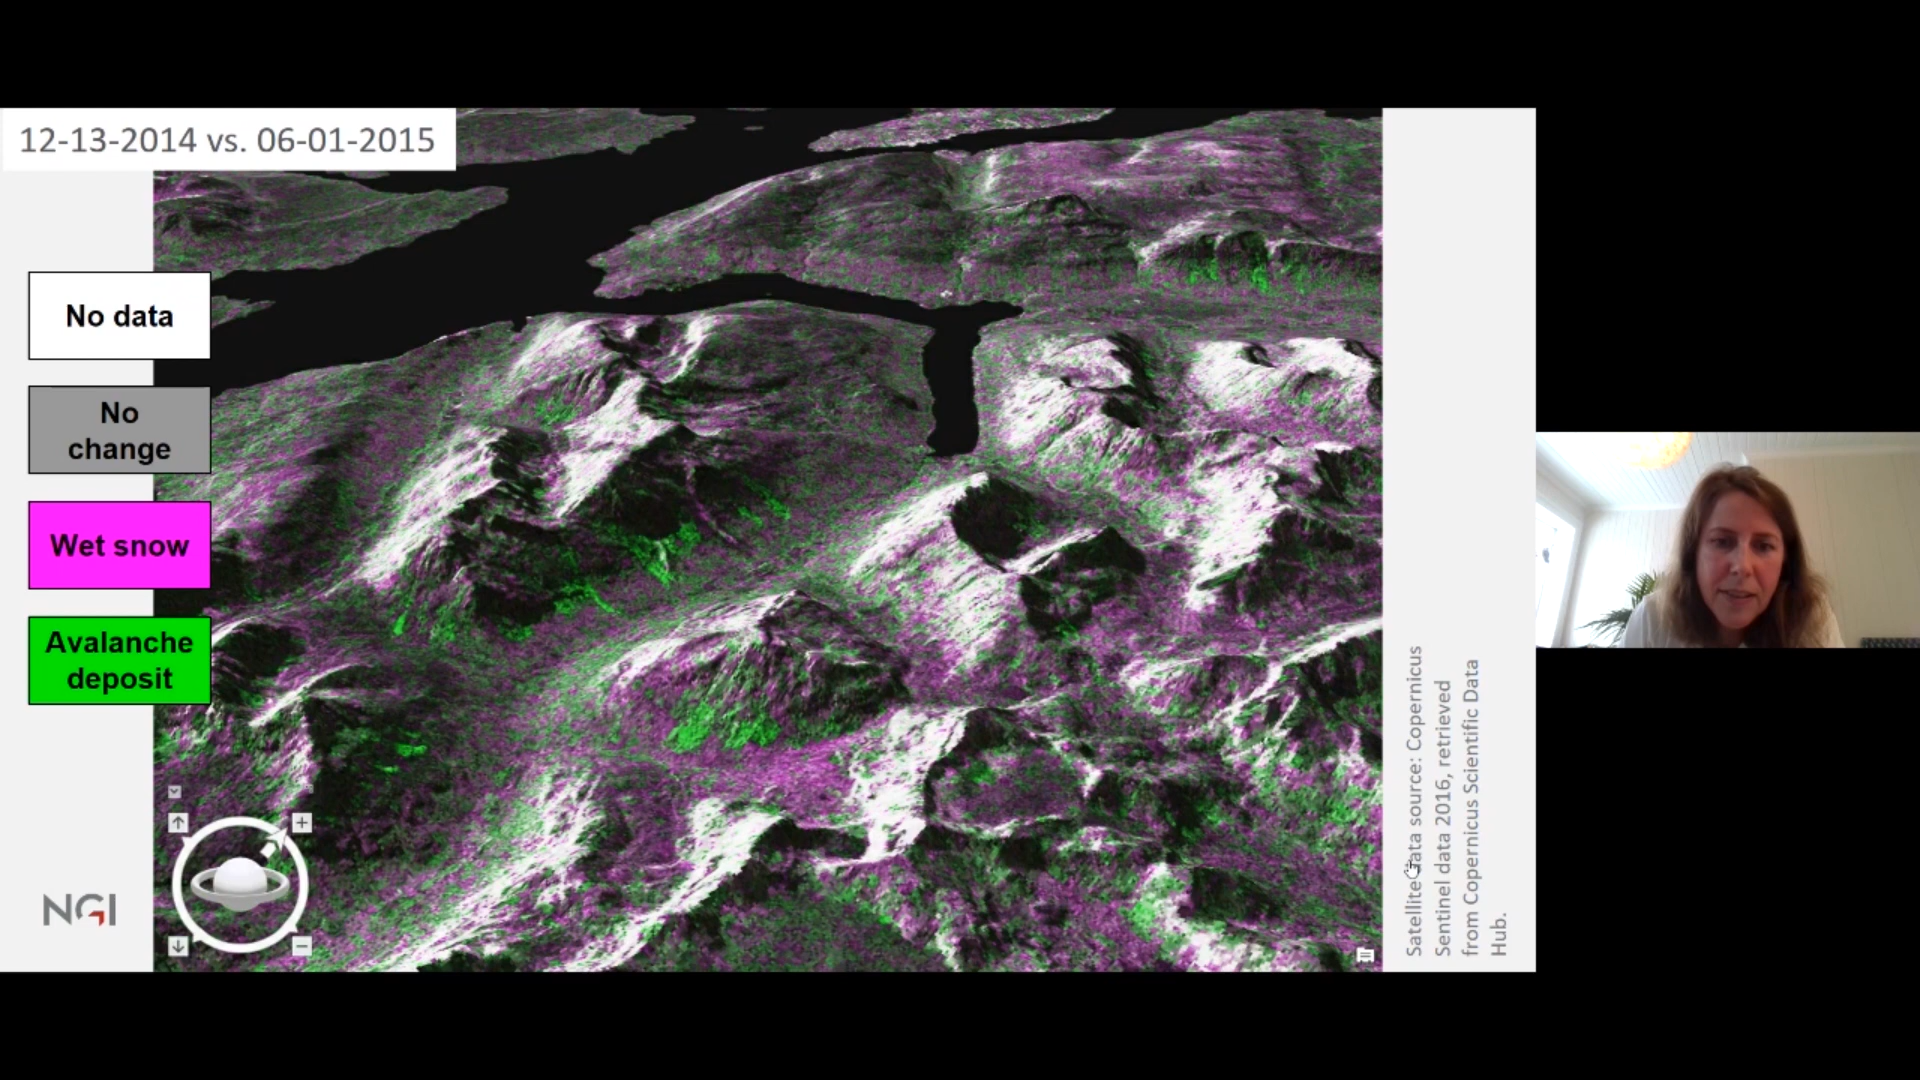 12-13-2014 vs. 06-01-2015
No data
No
change
Wet snow
Avalanche
deposit
NGI
Satellite data source: Copernicus
Sentinel data 2016, retrieved
from Copernicus Scientific Data
Hub.